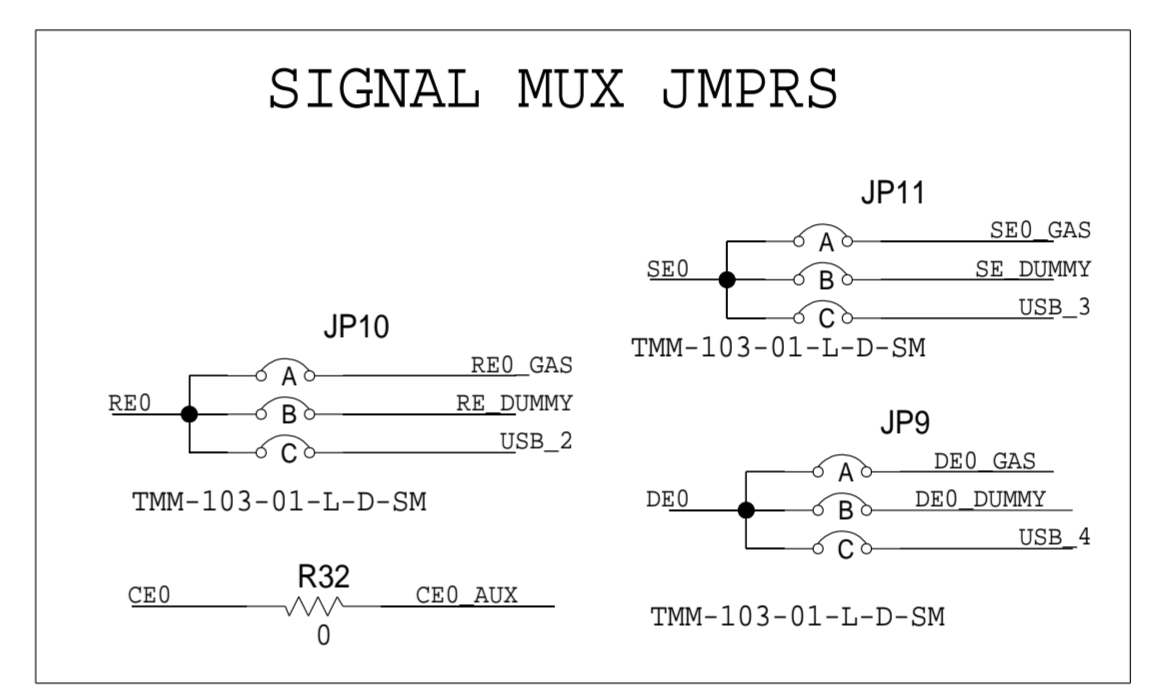 SIGNAL MUX JMPRS
JP11
A
SE0_GAS
SE0
B
SE_DUMMY
C
USB_3
TMM-103-01-L-D-SM
JP10
A
RE0_GAS
RE0
B
RE_DUMMY
C
USB_2
TMM-103-01-L-D-SM
JP9
A
DE0_GAS
DE0
B
DE0_DUMMY
C
USB_4
TMM-103-01-L-D-SM
R32
CE0
CE0_AUX
0